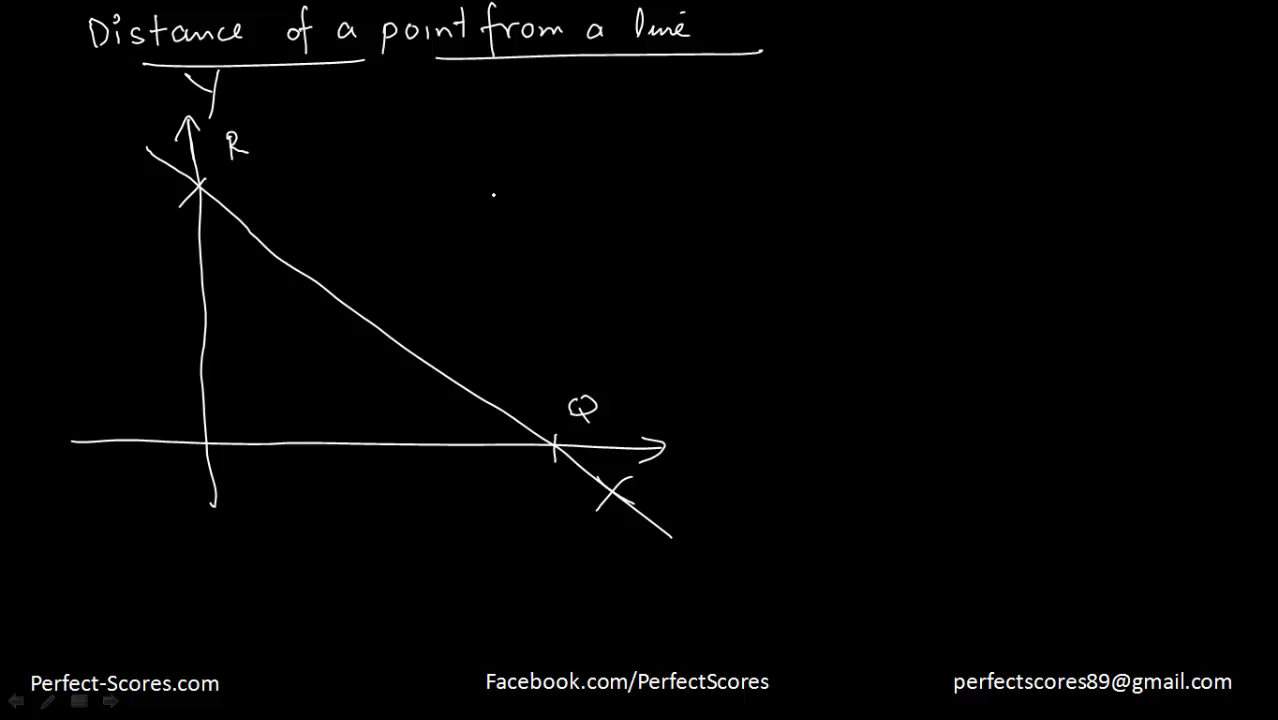 Distance of a point from a line
Y
R
Q
X
Perfect-Scores.com
Facebook.com/PerfectScores
perfectscores89@gmail.com